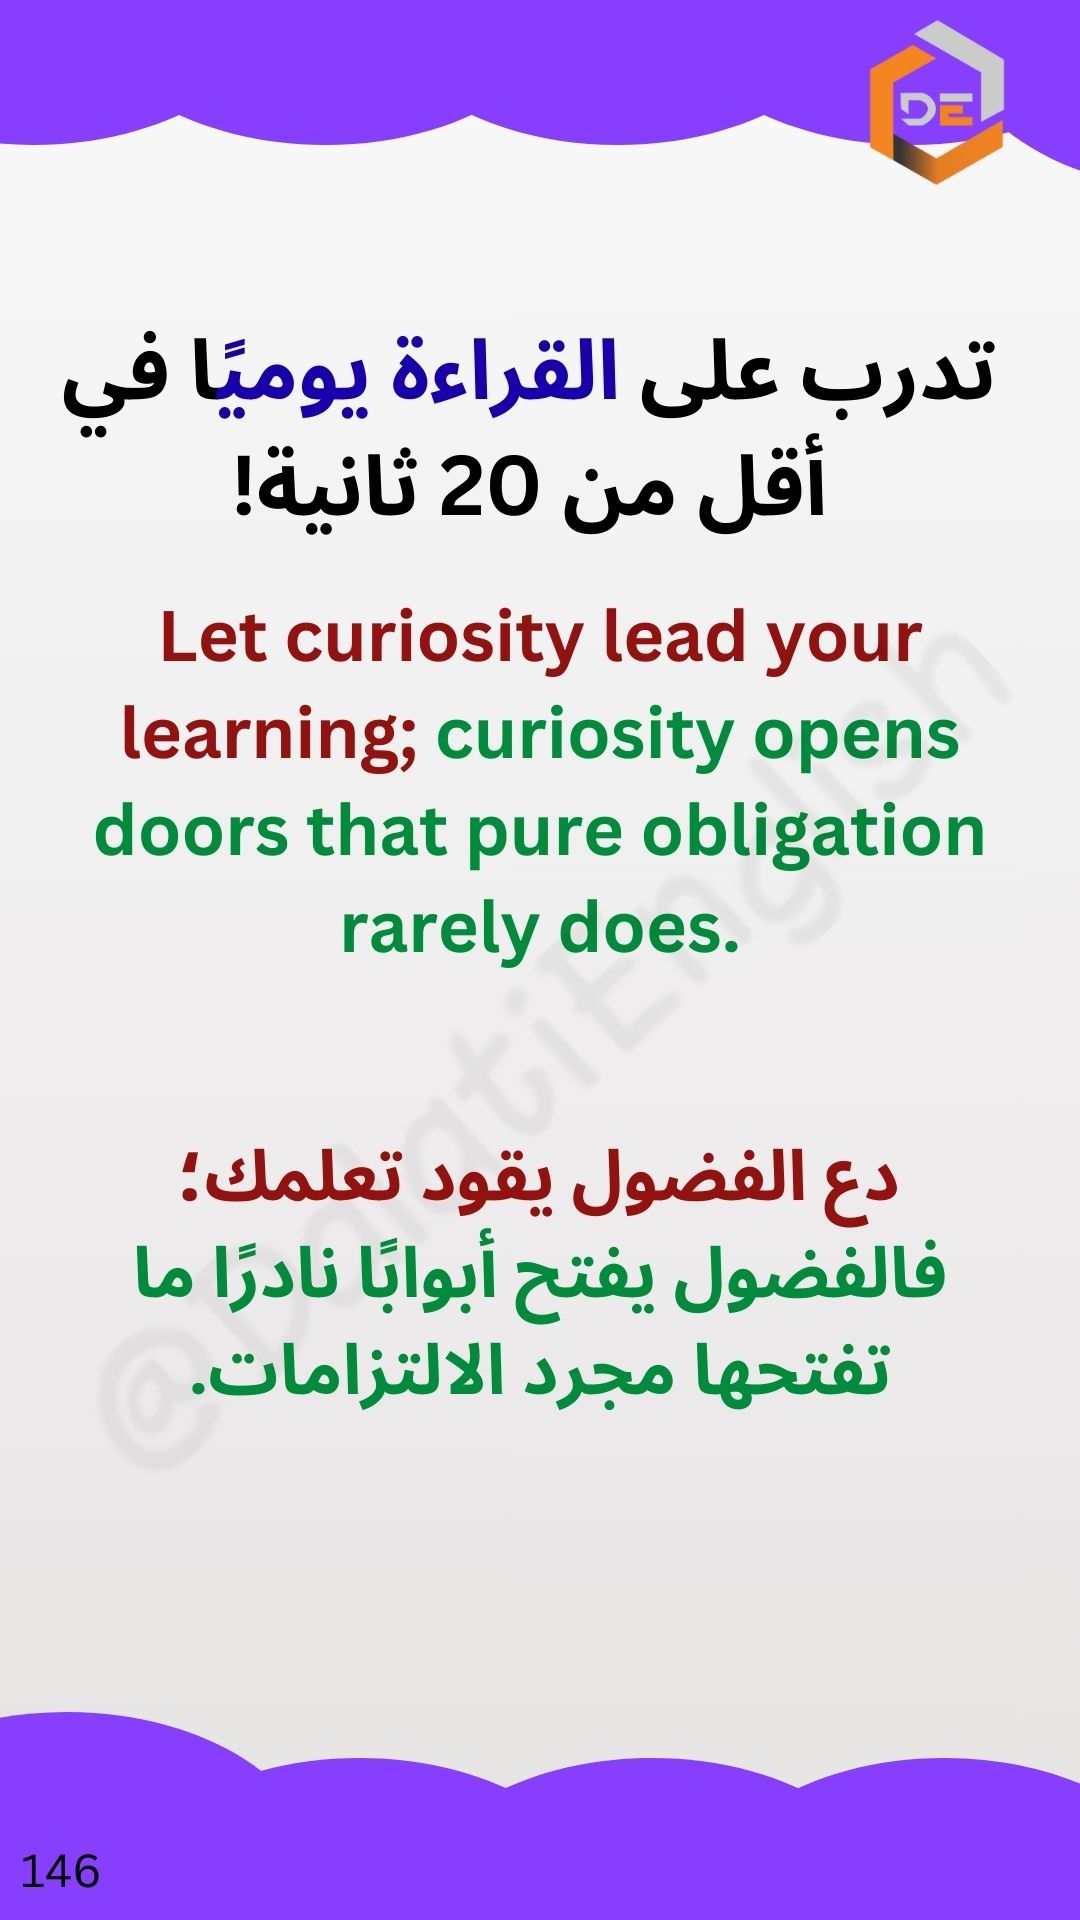 DE
تدرب على القراءة يوميًا في
أقل من 20 ثانية!
Let curiosity lead your
learning; curiosity opens
doors that pure obligation
rarely does.
@DalatiEnglish
دع الفضول يقود تعلمك؛
فالفضول يفتح أبوابًا نادرًا ما
تفتحها مجرد الالتزامات.
146